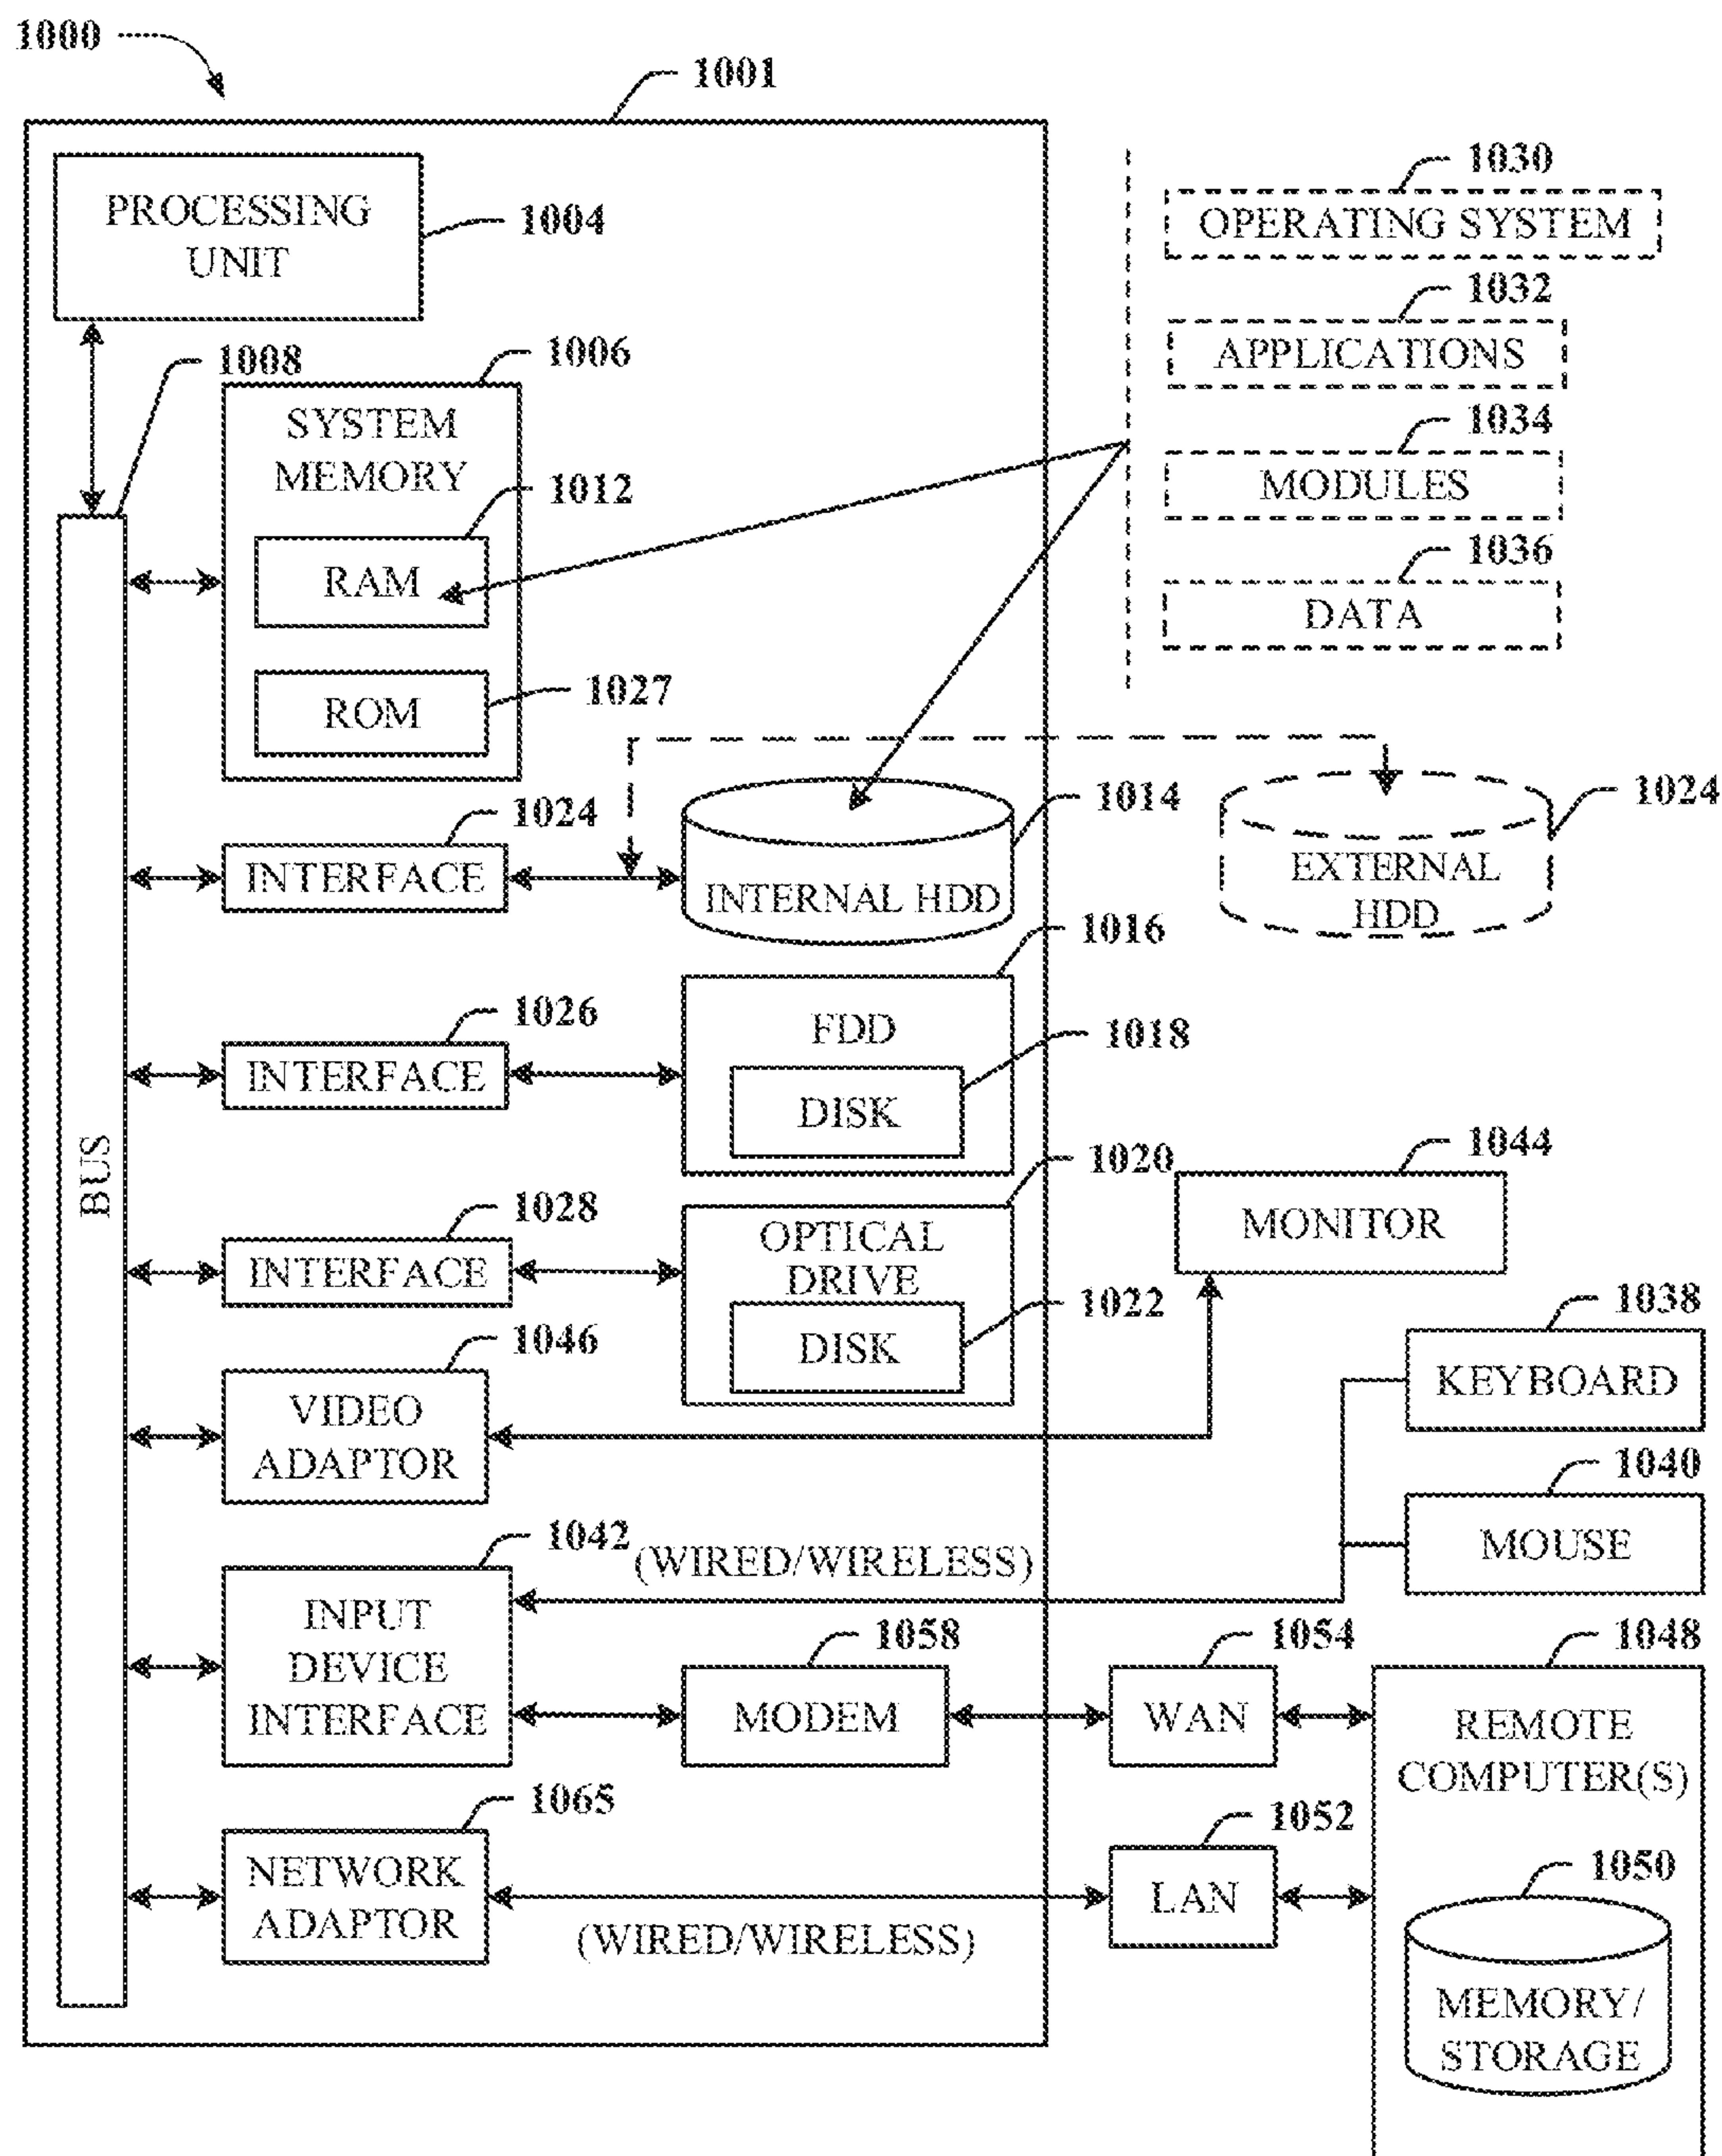 1000
1001
PROCESSING
UNIT
1004
1030
OPERATING SYSTEM
1032
APPLICATIONS
1034
MODULES
1036
DATA
1008
1006
SYSTEM
MEMORY
1012
RAM
1027
ROM
1024
INTERFACE
1014
INTERNAL HDD
1024
EXTERNAL
HDD
1016
1026
INTERFACE
FDD
1018
DISK
BUS
1020
1044
MONITOR
1028
INTERFACE
OPTICAL
DRIVE
1022
DISK
1038
KEYBOARD
1046
VIDEO
ADAPTOR
1040
MOUSE
1042
(WIRED/WIRELESS)
INPUT
DEVICE
INTERFACE
1058
MODEM
1054
WAN
1048
REMOTE
COMPUTER(S)
1065
NETWORK
ADAPTOR
(WIRED/WIRELESS)
1052
LAN
1050
MEMORY/
STORAGE